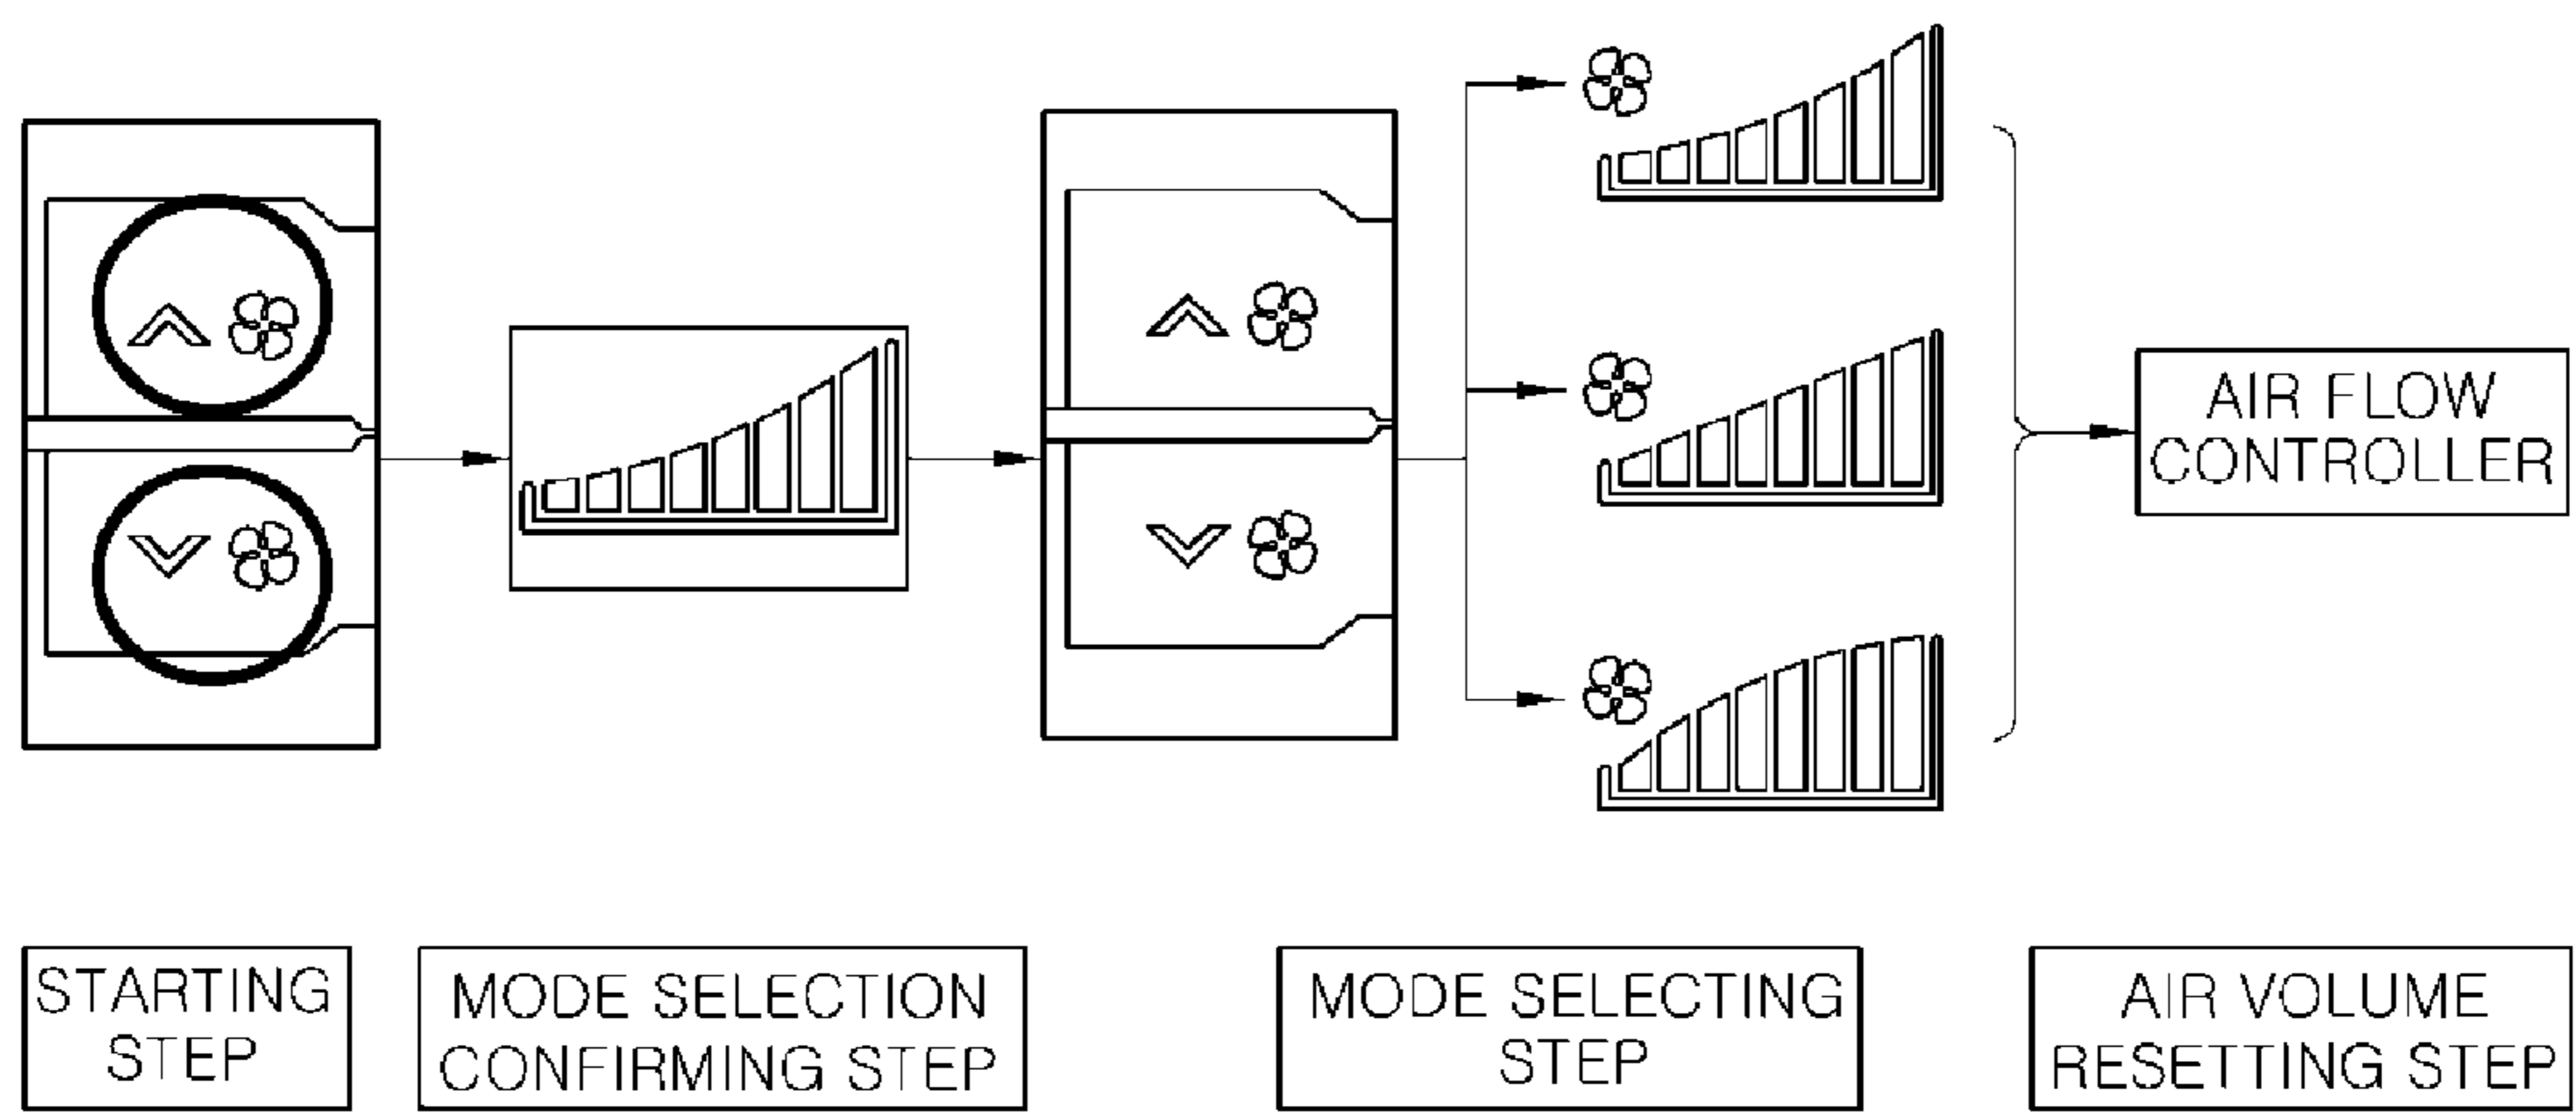 AIR FLOW
CONTROLLER
STARTING
STEP
MODE SELECTION
CONFIRMING STEP
MODE SELECTING
STEP
AIR VOLUME
RESETTING STEP